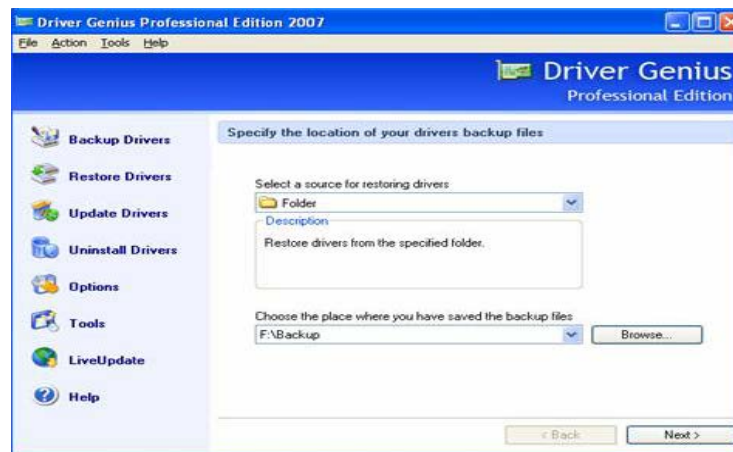 Driver Genius Professional Edition 2007
File Action Tools Help
Driver Genius
Professional Edition
Backup Drivers
Restore Drivers
Update Drivers
Uninstall Drivers
Options
Tools
LiveUpdate
Help
Specify the location of your drivers backup files
Select a source for restoring drivers
Folder
Description
Restore drivers from the specified folder.
Choose the place where you have saved the backup files
F:\Backup
Browse...
< Back
Next >